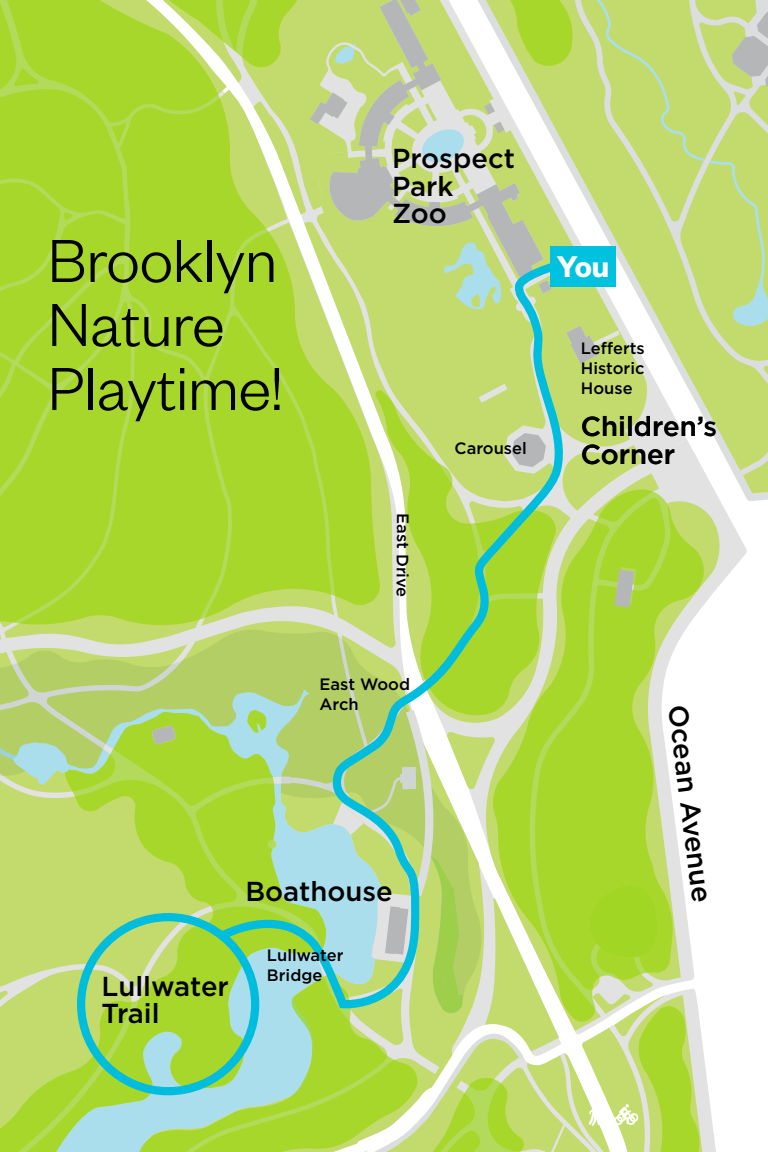 Prospect
Park
Zoo
Brooklyn
Nature
Playtime!
You
Lefferts
Historic
House
Children's
Corner
Carousel
East Drive
East Wood
Arch
Ocean Avenue
Boathouse
Lullwater
Bridge
Lullwater
Trail